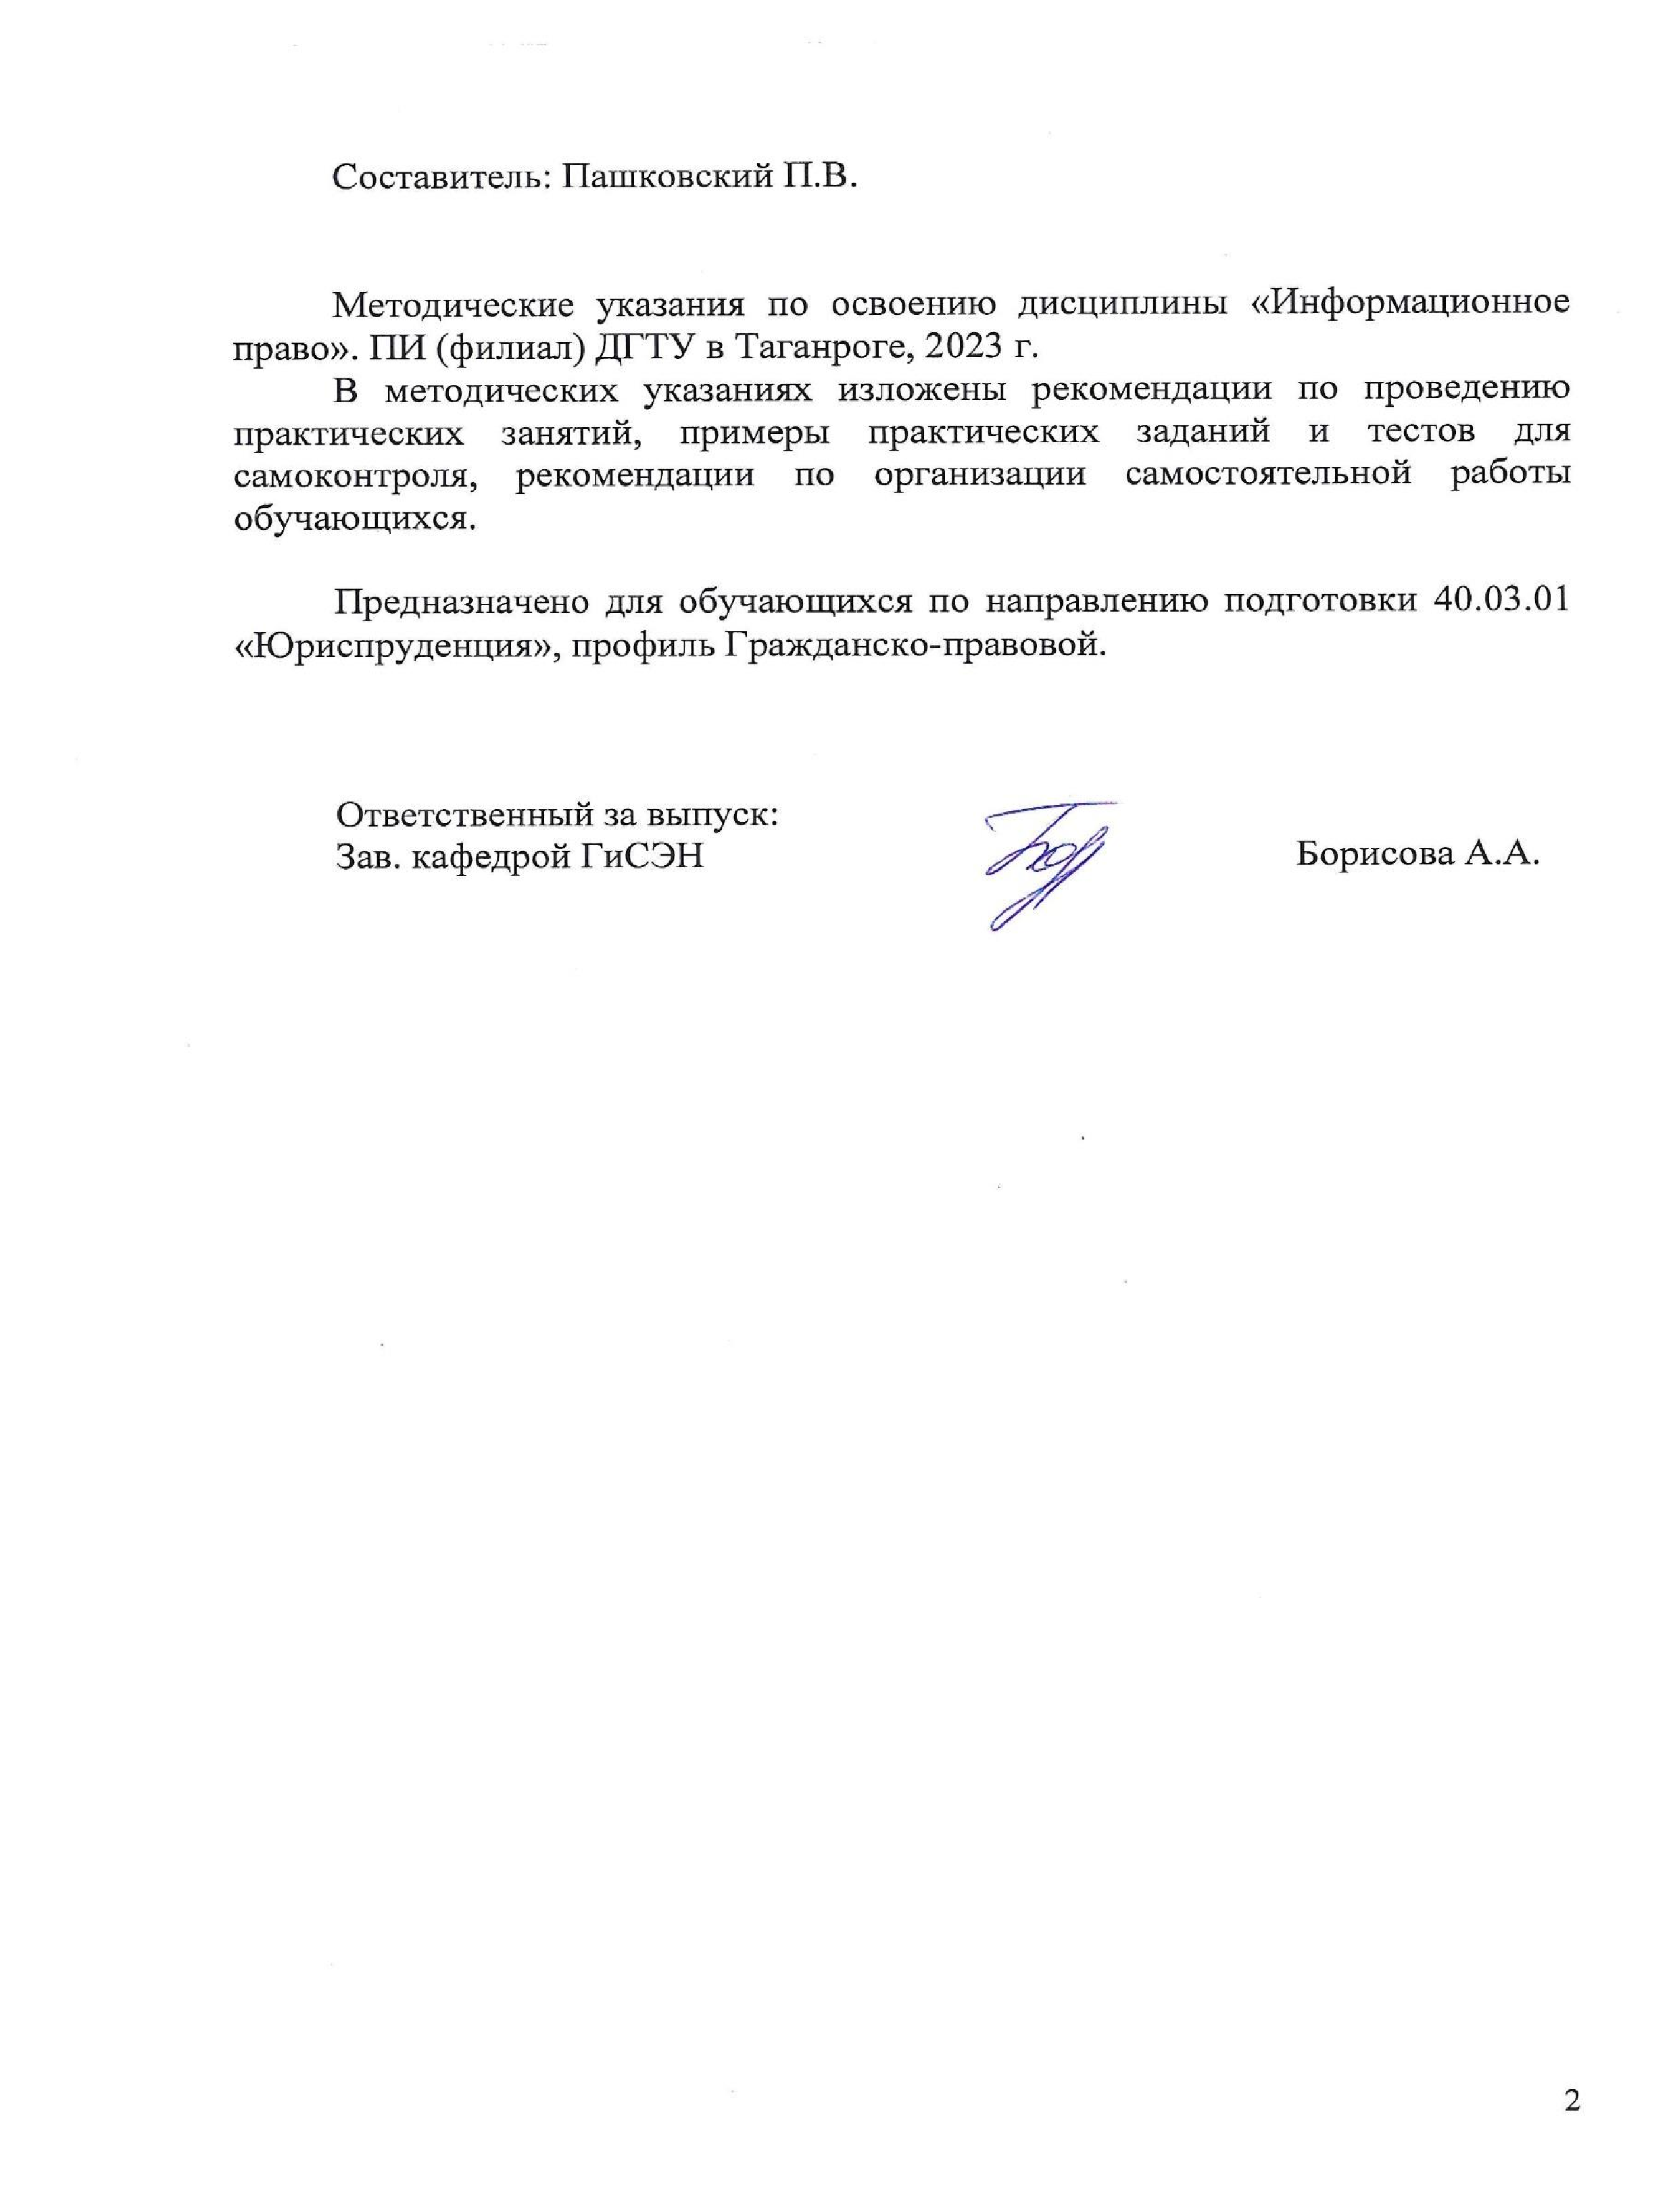 Составитель: Пашковский П.В.
Методические указания по освоению дисциплины «Информационное
право». ПИ (филиал) ДГТУ в Таганроге, 2023 г.
В методических указаниях изложены рекомендации по проведению
практических занятий, примеры практических заданий и тестов для
самоконтроля, рекомендации по организации самостоятельной работы
обучающихся.
Предназначено для обучающихся по направлению подготовки 40.03.01
«Юриспруденция», профиль Гражданско-правовой.
Ответственный за выпуск:
Зав. кафедрой ГиСЭН Борисова А.А.
2